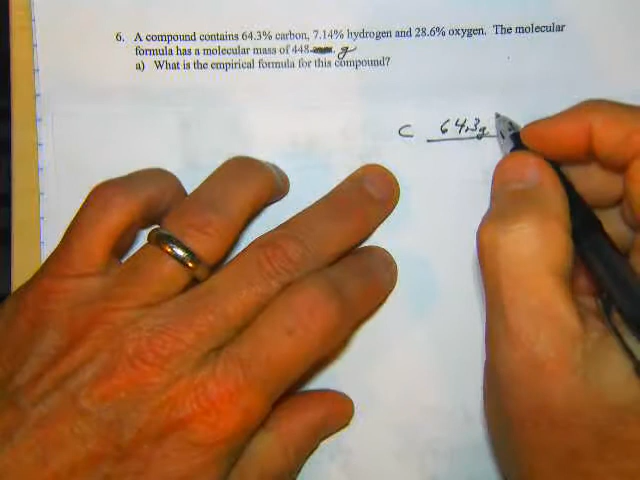 6. A compound contains 64.3% carbon, 7.14% hydrogen and 28.6% oxygen. The molecular
formula has a molecular mass of 448 g
a) What is the empirical formula for this compound?
C 64.3g